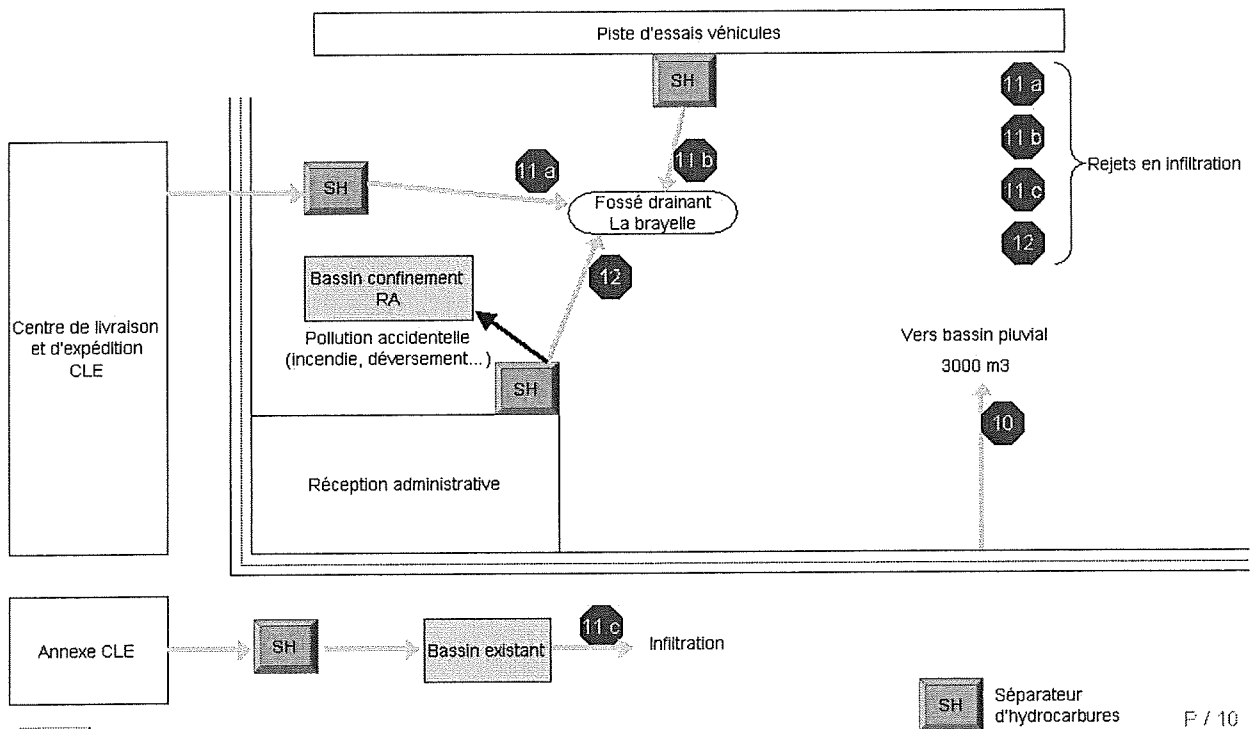 Piste d'essais véhicules
SH
11 a
11 b
11 c
12
Rejets en infiltration
SH
11 a
11 b
Fossé drainant
La brayelle
12
Bassin confinement
RA
Pollution accidentelle
(incendie, déversement...)
SH
Centre de livraison
et d'expédition
CLE
Vers bassin pluvial
3000 m3
10
Réception administrative
Annexe CLE
SH
Bassin existant
11 c
Infiltration
SH
Séparateur
d'hydrocarbures
P / 10